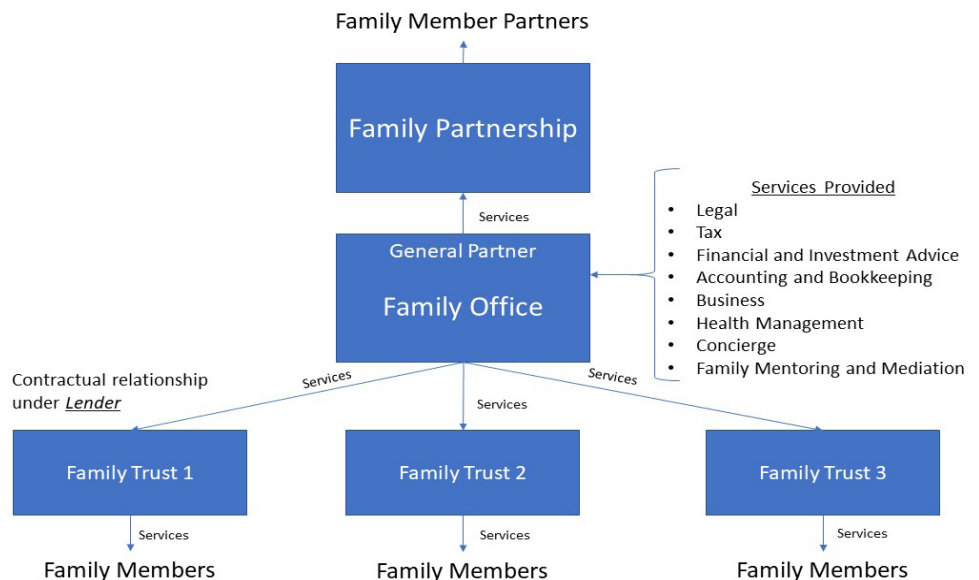 Family Member Partners
Family Partnership
Services
Services Provided
• Legal
• Tax
• Financial and Investment Advice
• Accounting and Bookkeeping
• Business
• Health Management
• Concierge
• Family Mentoring and Mediation
General Partner
Family Office
Contractual relationship
under Lender
Services
Services
Services
Family Trust 1
Family Trust 2
Family Trust 3
Services
Services
Services
Family Members
Family Members
Family Members